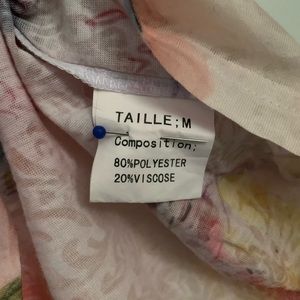 TAILLE;M
Composition;
80%POLYESTER
20%VISCOSE